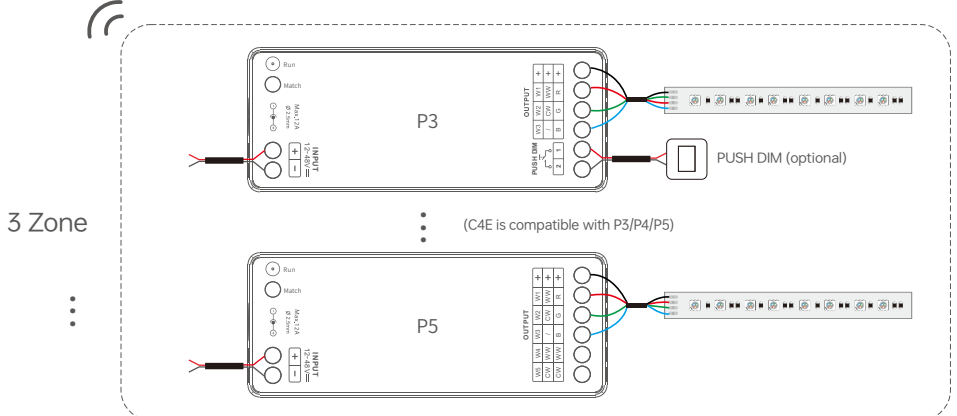 3 Zone
Run
Match
Max,12A
Ø 2.5mm
+
−
INPUT
12-48V
P3
OUTPUT
+ + +
W1 WW R
W2 CW G
W3 / B
PUSH DIM
1
2
PUSH DIM (optional)
(C4E is compatible with P3/P4/P5)
Run
Match
Max,12A
Ø 2.5mm
+
−
INPUT
12-48V
P5
OUTPUT
+ + +
W1 WW R
W2 CW G
W3 / B
W4 WW WW
W5 CW CW